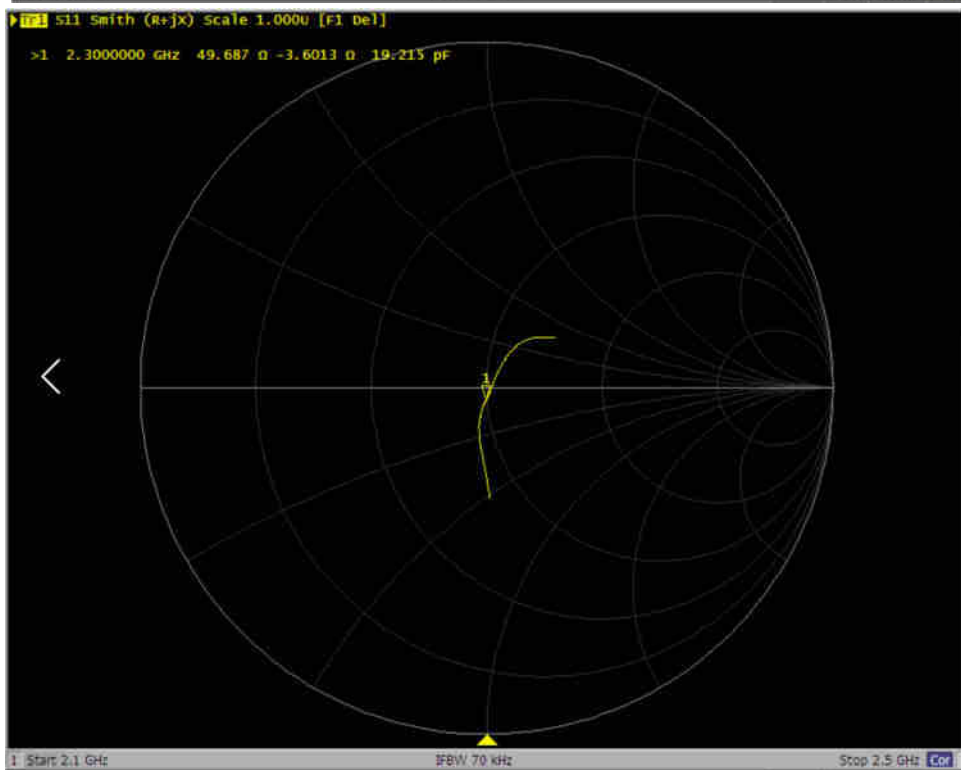 Tr1 S11 Smith (R+jX) Scale 1.000U [F1 Del]
>1 2.3000000 GHz 49.687 Ω -3.6013 Ω 19.215 pF
1
1 Start 2.1 GHz IFBW 70 kHz Stop 2.5 GHz Cor